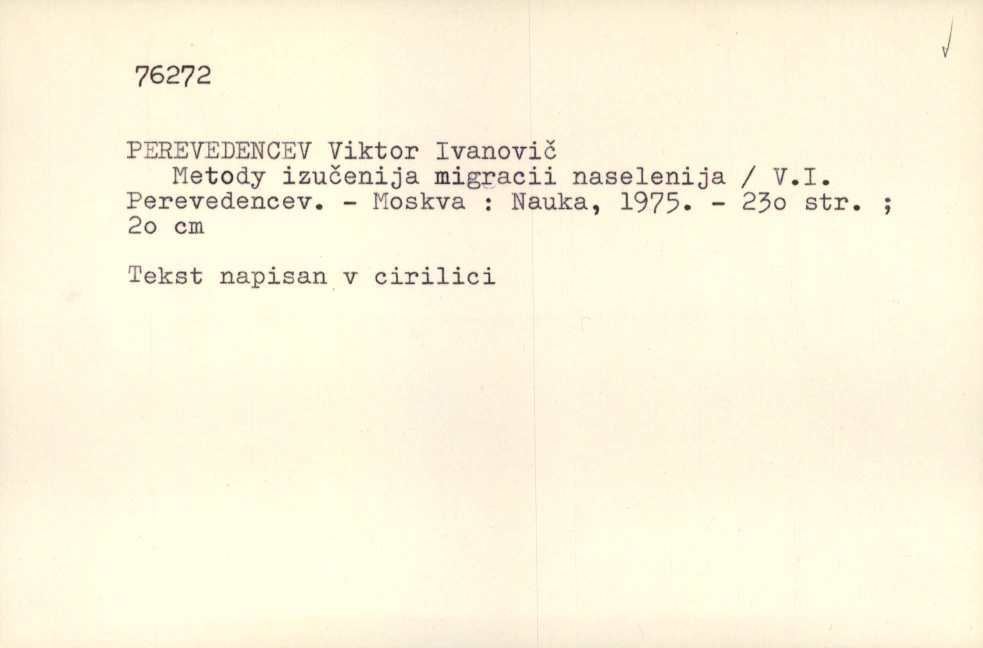 76272
PEREVEDENCEV Viktor Ivanovič
Metody izučenija migracii naselenija / V.I.
Perevedencev. - Moskva : Nauka, 1975. - 23o str. ;
2o cm
Tekst napisan v cirilici